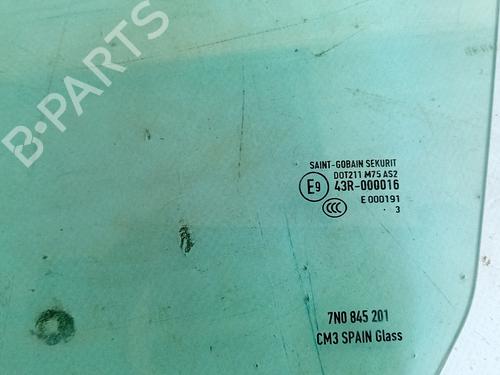 B-PARTS
SAINT-GOBAIN SEKURIT
DOT211 M75 AS2
E9 43R-000016
CCC E 000191
3
7N0 845 201
CM3 SPAIN Glass